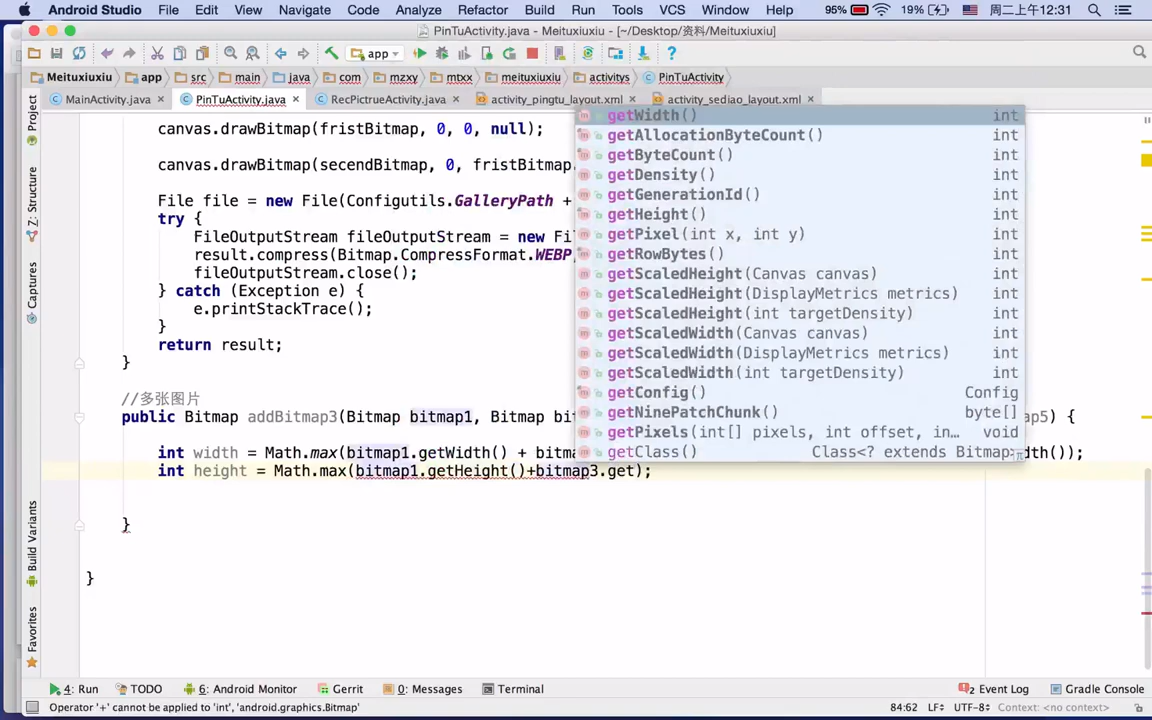 Android Studio File Edit View Navigate Code Analyze Refactor Build Run Tools VCS Window Help 96% 19% 周二上午12:31
PinTuActivity.java - Meituxiuxiu - [~/Desktop/资料/Meituxiuxiu]
app
Meituxiuxiu app src main java com mzxy mtxx meituxiuxiu activitys PinTuActivity
MainActivity.java PinTuActivity.java RecPictrueActivity.java activity_pingtu_layout.xml activity_sediao_layout.xml
Project
Z: Structure
Captures
Build Variants
Favorites
canvas.drawBitmap(fristBitmap, 0, 0, null);
canvas.drawBitmap(secendBitmap, 0, fristBitmap
File file = new File(Configutils.GalleryPath +
try {
FileOutputStream fileOutputStream = new Fi
result.compress(Bitmap.CompressFormat.WEBP
fileOutputStream.close();
} catch (Exception e) {
e.printStackTrace();
}
return result;
}
//多张图片
public Bitmap addBitmap3(Bitmap bitmap1, Bitmap bi ap5) {
int width = Math.max(bitmap1.getWidth() + bitma dth());
int height = Math.max(bitmap1.getHeight()+bitmap3.get);
}
}
getWidth() int
getAllocationByteCount() int
getByteCount() int
getDensity() int
getGenerationId() int
getHeight() int
getPixel(int x, int y) int
getRowBytes() int
getScaledHeight(Canvas canvas) int
getScaledHeight(DisplayMetrics metrics) int
getScaledHeight(int targetDensity) int
getScaledWidth(Canvas canvas) int
getScaledWidth(DisplayMetrics metrics) int
getScaledWidth(int targetDensity) int
getConfig() Config
getNinePatchChunk() byte[]
getPixels(int[] pixels, int offset, in… void
getClass() Class<? extends Bitmap>
4: Run TODO 6: Android Monitor Gerrit 0: Messages Terminal 2 Event Log Gradle Console
Operator '+' cannot be applied to 'int', 'android.graphics.Bitmap' 84:62 LF÷ UTF-8÷ Context: <no context>